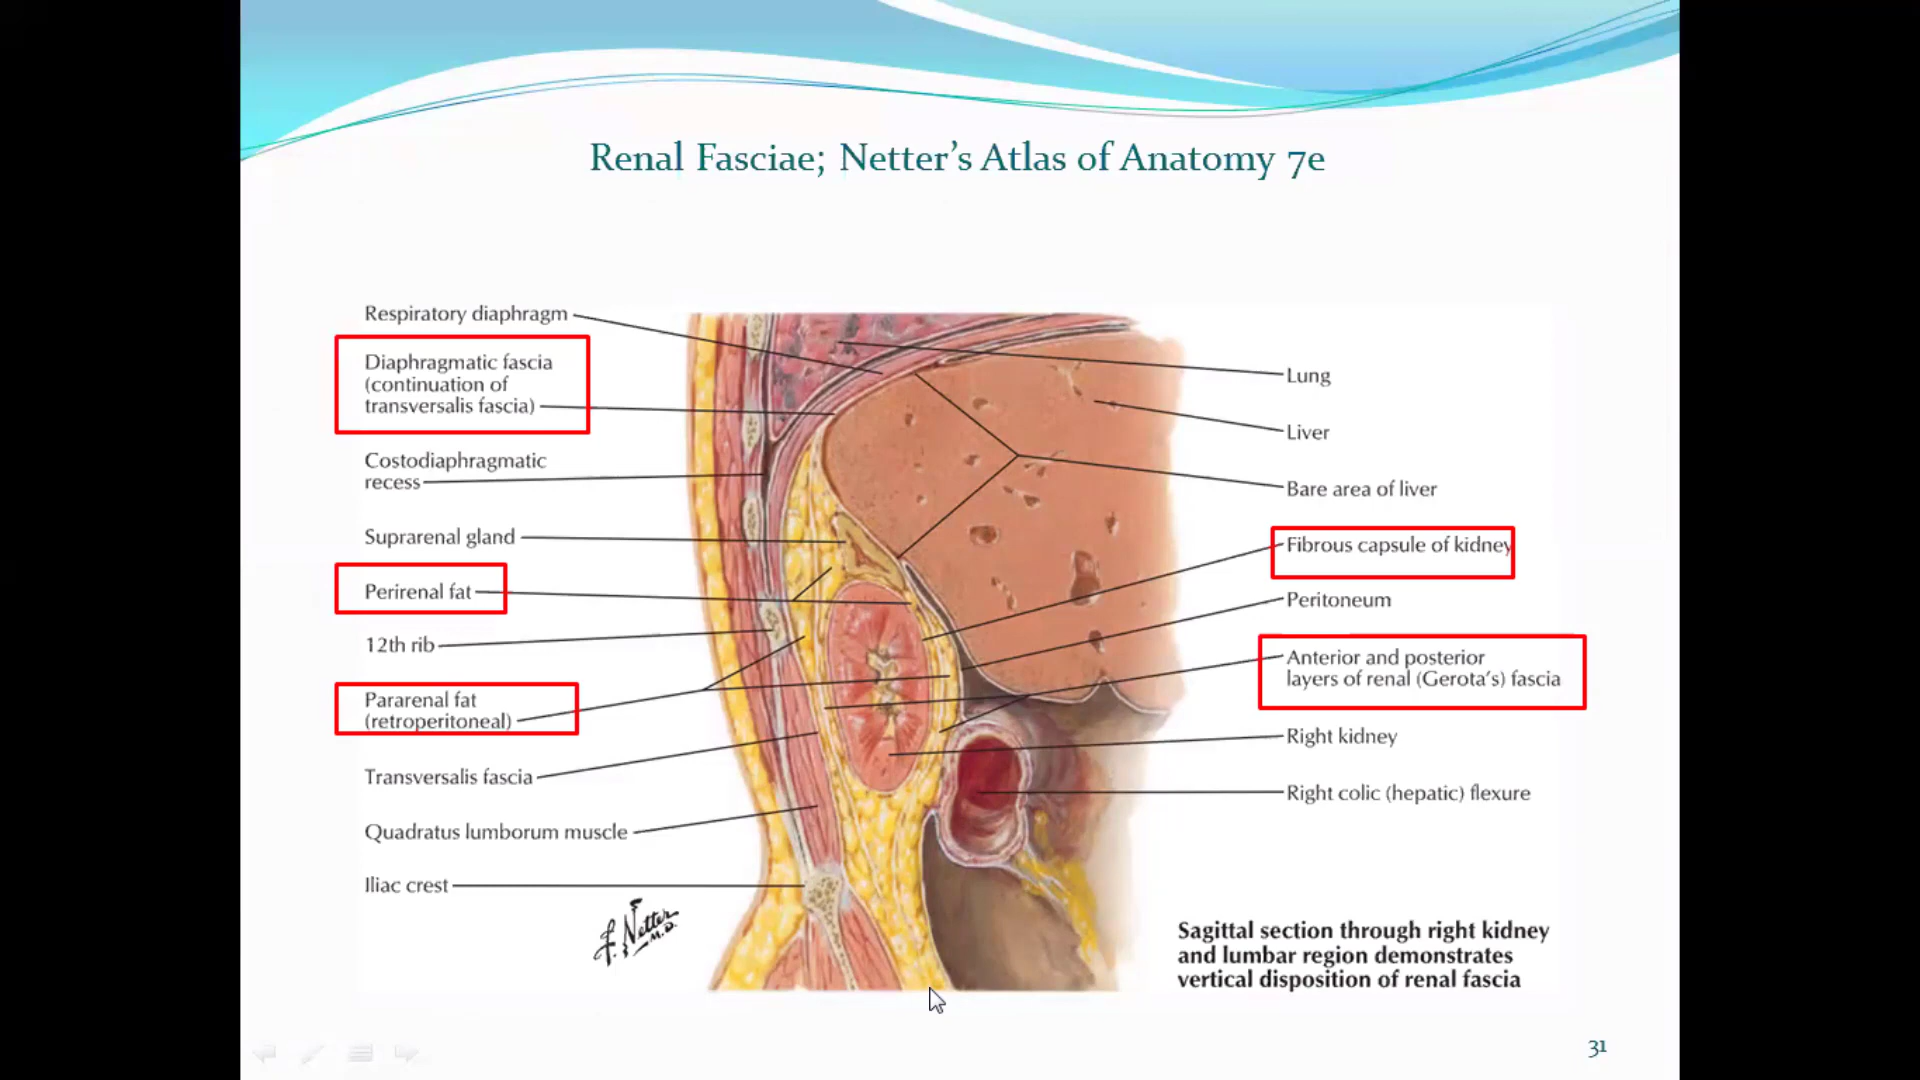 Renal Fasciae; Netter's Atlas of Anatomy 7e
Respiratory diaphragm
Diaphragmatic fascia
(continuation of
transversalis fascia)
Costodiaphragmatic
recess
Suprarenal gland
Perirenal fat
12th rib
Pararenal fat
(retroperitoneal)
Transversalis fascia
Quadratus lumborum muscle
Iliac crest
F. Netter
M.D.
Lung
Liver
Bare area of liver
Fibrous capsule of kidney
Peritoneum
Anterior and posterior
layers of renal (Gerota's) fascia
Right kidney
Right colic (hepatic) flexure
Sagittal section through right kidney
and lumbar region demonstrates
vertical disposition of renal fascia
31